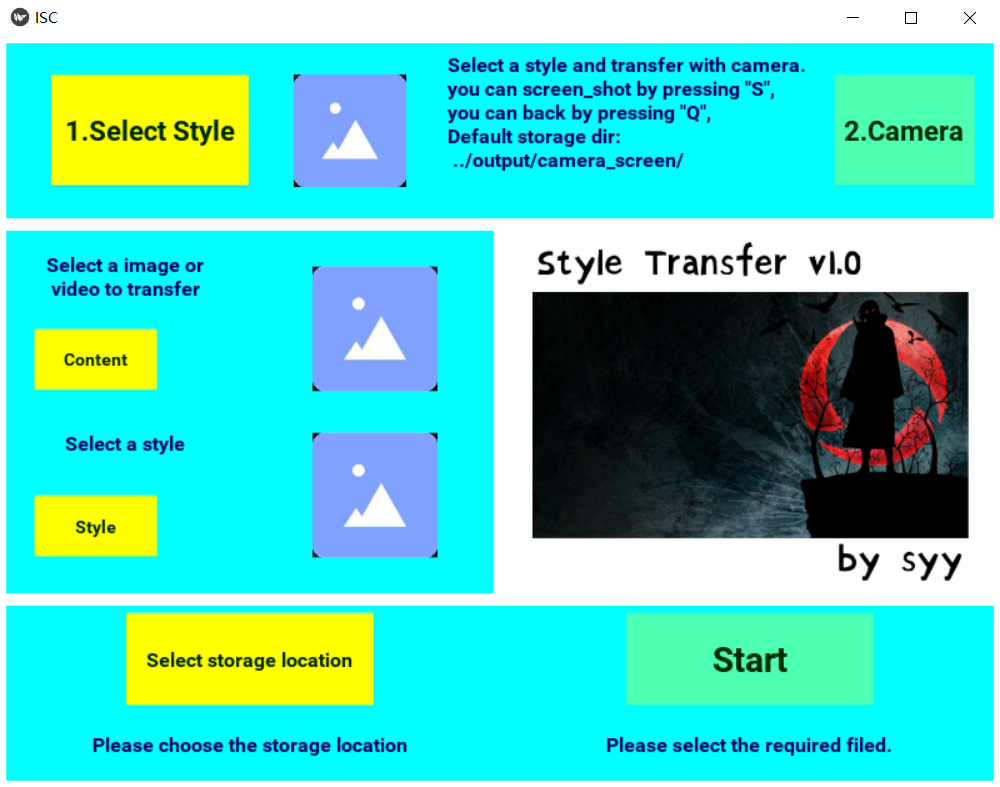 ISC
1.Select Style
Select a style and transfer with camera.
you can screen_shot by pressing "S",
you can back by pressing "Q",
Default storage dir:
../output/camera_screen/
2.Camera
Select a image or
video to transfer
Content
Select a style
Style
Style Transfer v1.0
by syy
Select storage location
Please choose the storage location
Start
Please select the required filed.